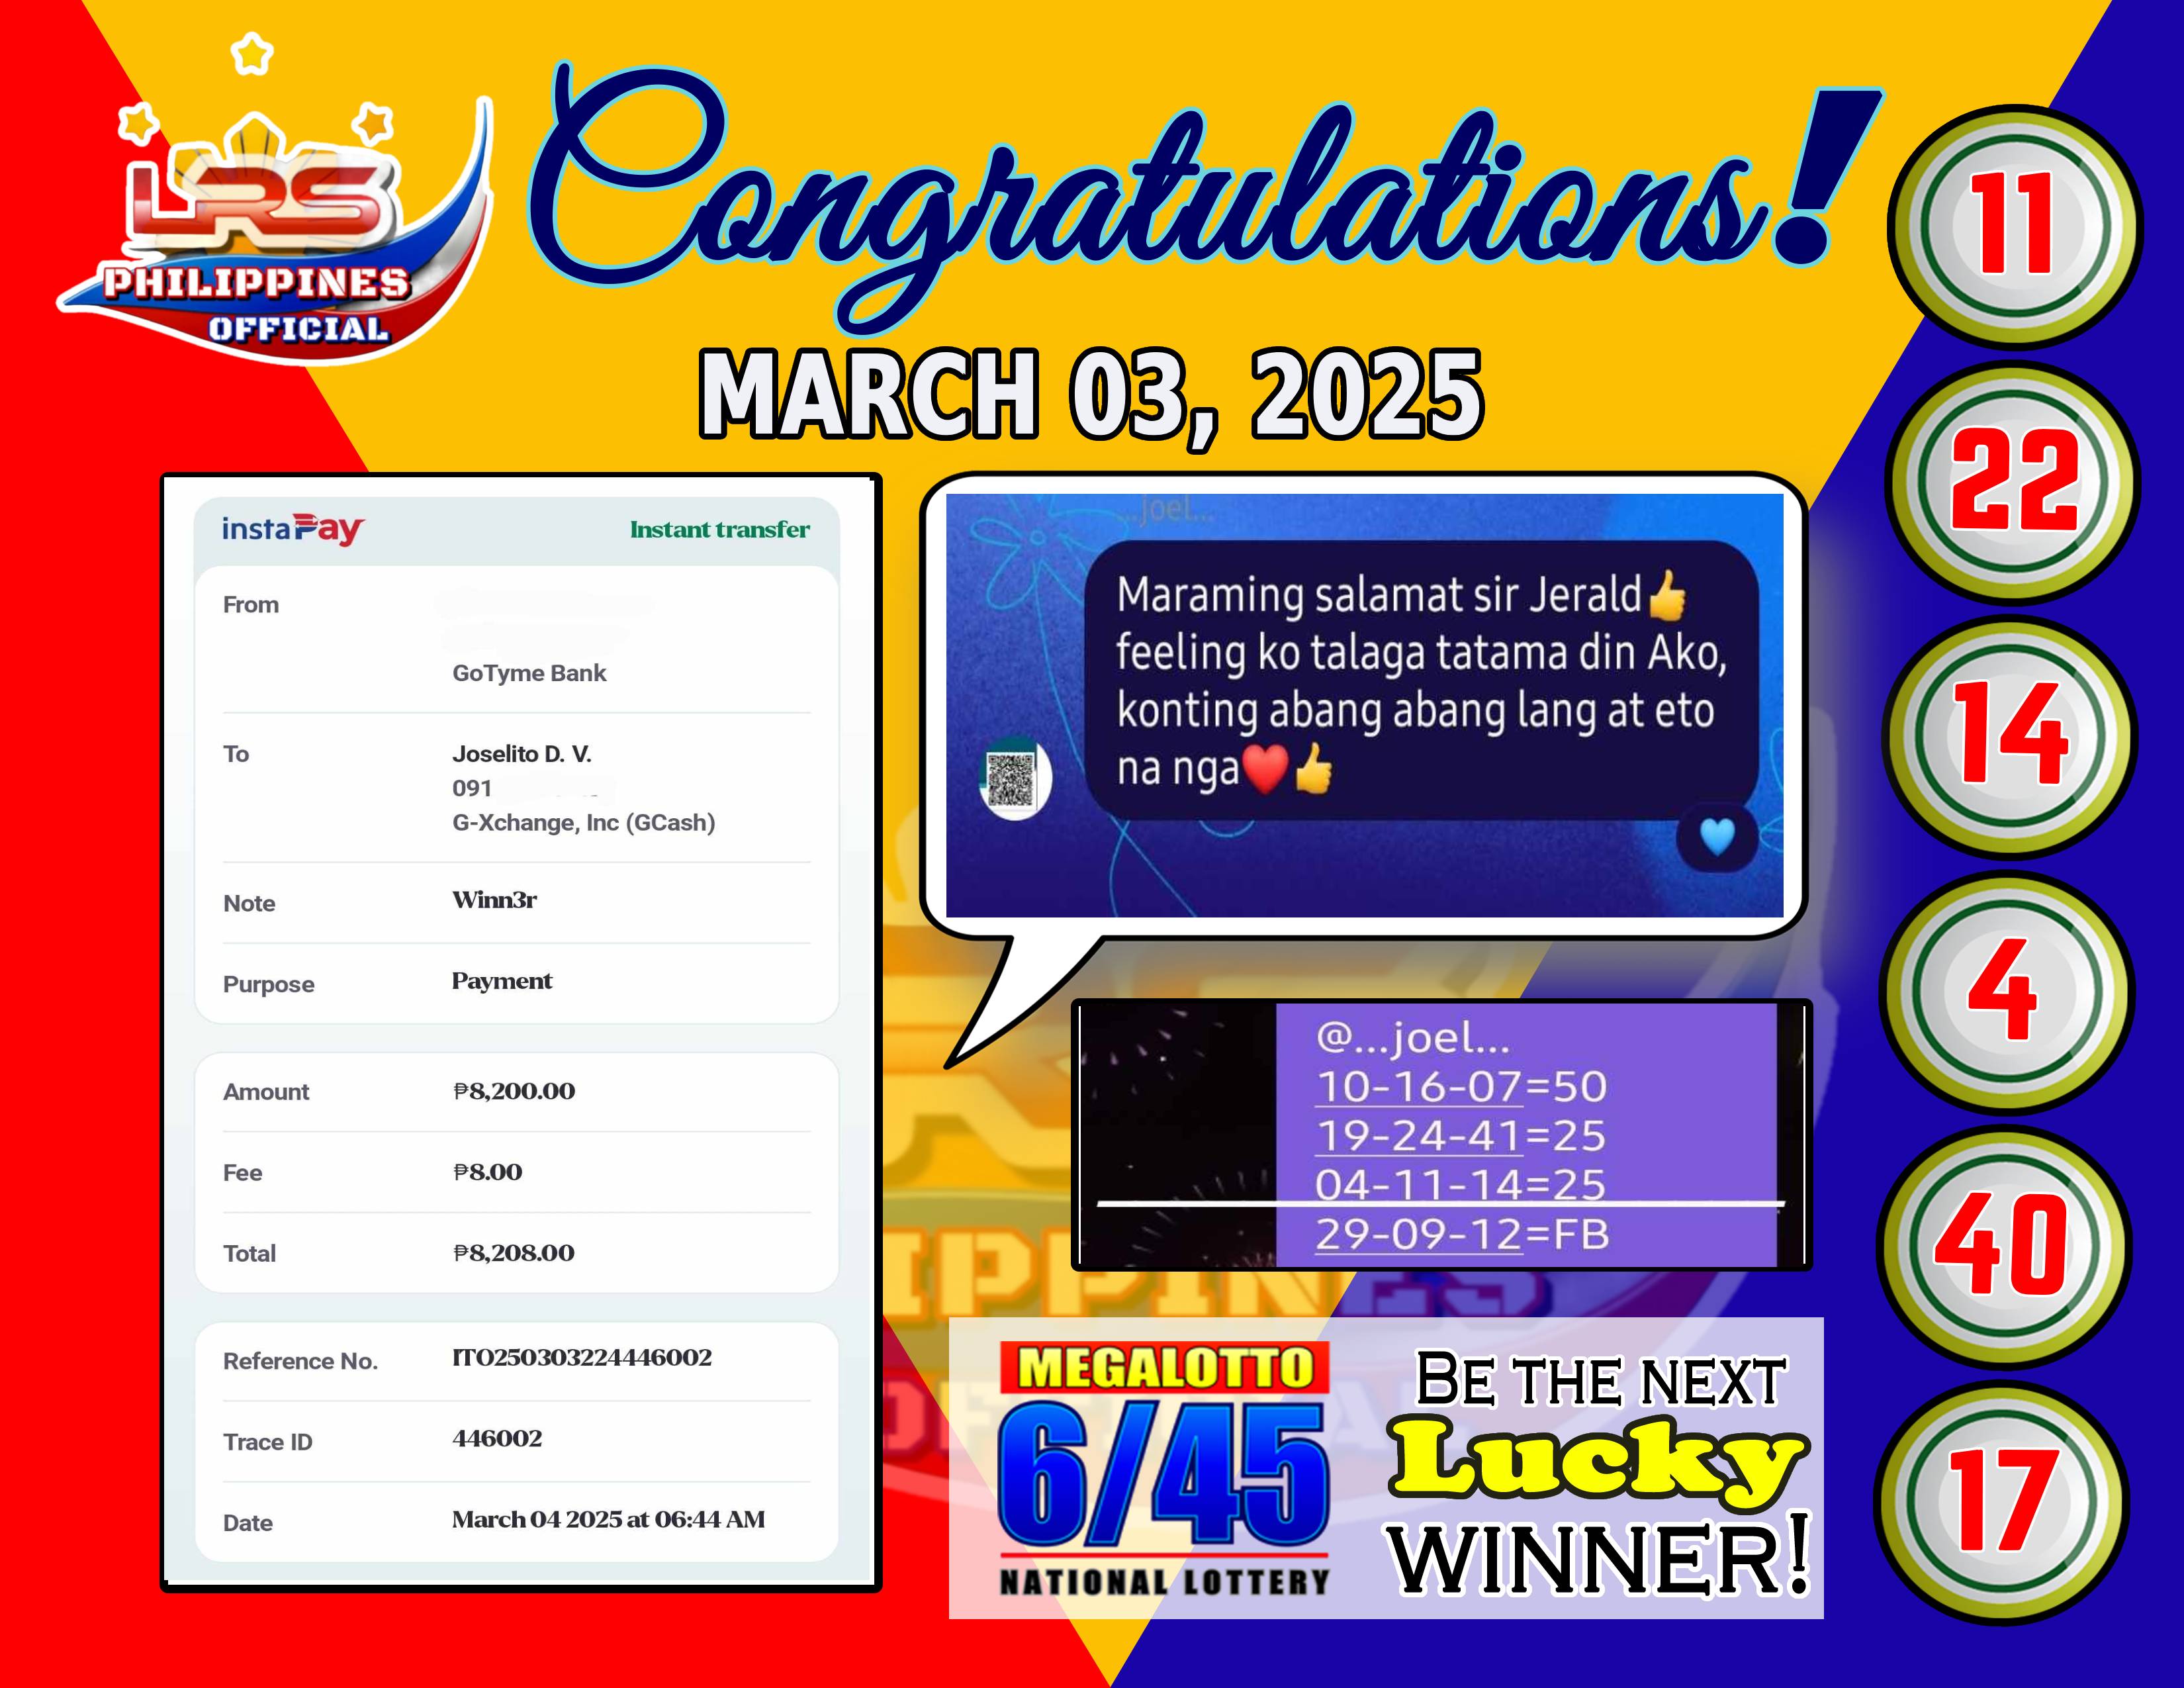 LRS
PHILIPPINES
OFFICIAL
Congratulations!
MARCH 03, 2025
instaPay
Instant transfer
From
GoTyme Bank
To
Joselito D. V.
091
G-Xchange, Inc (GCash)
Note
Winn3r
Purpose
Payment
Amount
₱8,200.00
Fee
₱8.00
Total
₱8,208.00
Reference No.
ITO250303224446002
Trace ID
446002
Date
March 04 2025 at 06:44 AM
...joel...
Maraming salamat sir Jerald👍
feeling ko talaga tatama din Ako,
konting abang abang lang at eto
na nga❤️👍
@...joel...
10-16-07=50
19-24-41=25
04-11-14=25
29-09-12=FB
MEGALOTTO
6/45
NATIONAL LOTTERY
BE THE NEXT
Lucky
WINNER!
11
22
14
4
40
17